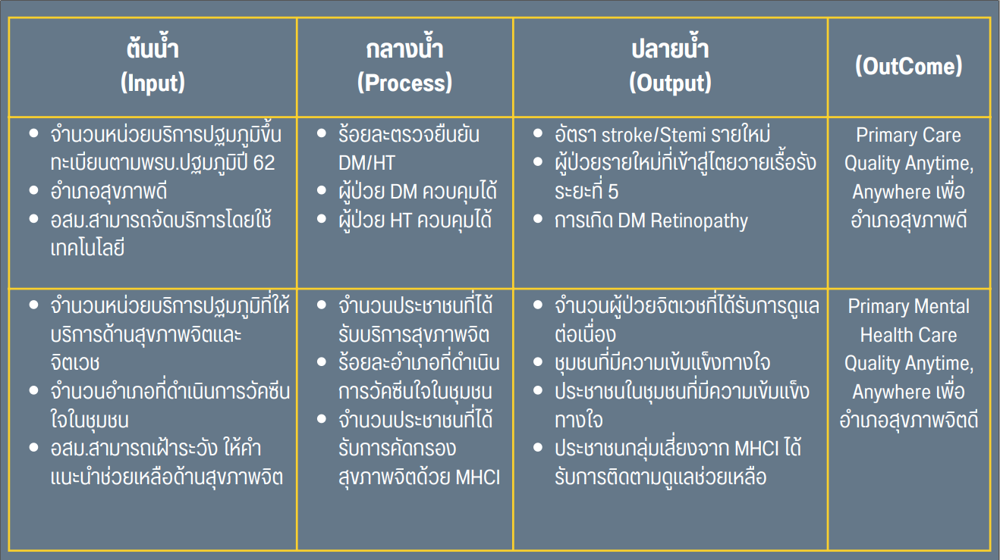 ต้นน้ำ
(Input)
กลางน้ำ
(Process)
ปลายน้ำ
(Output)
(OutCome)
• จำนวนหน่วยบริการปฐมภูมิขึ้น
ทะเบียนตามพรบ.ปฐมภูมิปี 62
• อำเภอสุขภาพดี
• อสม.สามารถจัดบริการโดยใช้
เทคโนโลยี
• ร้อยละตรวจยืนยัน
DM/HT
• ผู้ป่วย DM ควบคุมได้
• ผู้ป่วย HT ควบคุมได้
• อัตรา stroke/Stemi รายใหม่
• ผู้ป่วยรายใหม่ที่เข้าสู่ไตยวายเรื้อรัง
ระยะที่ 5
• การเกิด DM Retinopathy
Primary Care
Quality Anytime,
Anywhere เพื่อ
อำเภอสุขภาพดี
• จำนวนหน่วยบริการปฐมภูมิที่ให้
บริการด้านสุขภาพจิตและ
จิตเวช
• จำนวนอำเภอที่ดำเนินการวัคซีน
ใจในชุมชน
• อสม.สามารถเฝ้าระวัง ให้คำ
แนะนำช่วยเหลือด้านสุขภาพจิต
• จำนวนประชาชนที่ได้
รับบริการสุขภาพจิต
• ร้อยละอำเภอที่ดำเนิน
การวัคซีนใจในชุมชน
• จำนวนประชาชนที่ได้
รับการคัดกรอง
สุขภาพจิตด้วย MHCI
• จำนวนผู้ป่วยจิตเวชที่ได้รับการดูแล
ต่อเนื่อง
• ชุมชนที่มีความเข้มแข็งทางใจ
• ประชาชนในชุมชนที่มีความเข้มแข็ง
ทางใจ
• ประชาชนกลุ่มเสี่ยงจาก MHCI ได้
รับการติดตามดูแลช่วยเหลือ
Primary Mental
Health Care
Quality Anytime,
Anywhere เพื่อ
อำเภอสุขภาพจิตดี